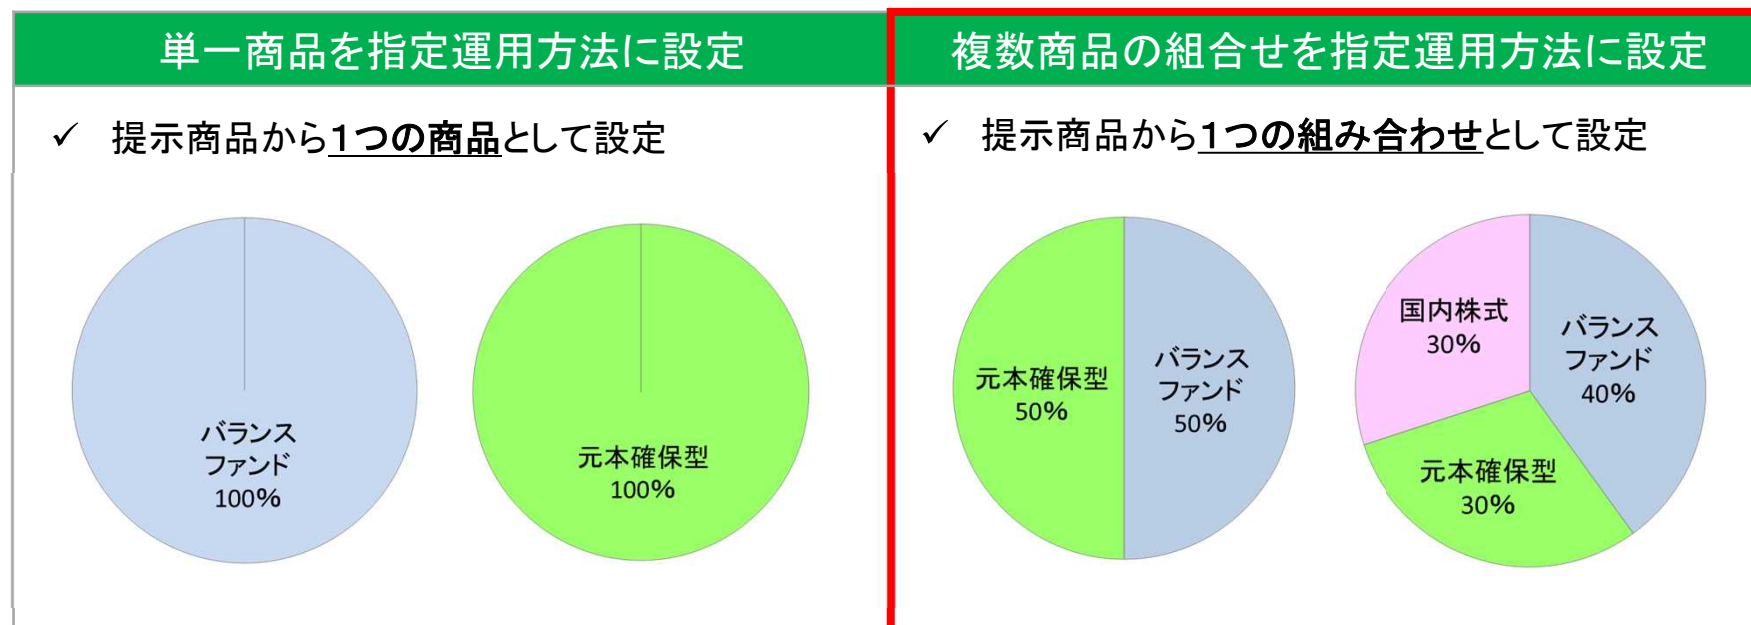 単一商品を指定運用方法に設定
✓ 提示商品から１つの商品として設定
バランス
ファンド
100%
元本確保型
100%
複数商品の組合せを指定運用方法に設定
✓ 提示商品から１つの組み合わせとして設定
元本確保型
50%
バランス
ファンド
50%
国内株式
30%
バランス
ファンド
40%
元本確保型
30%